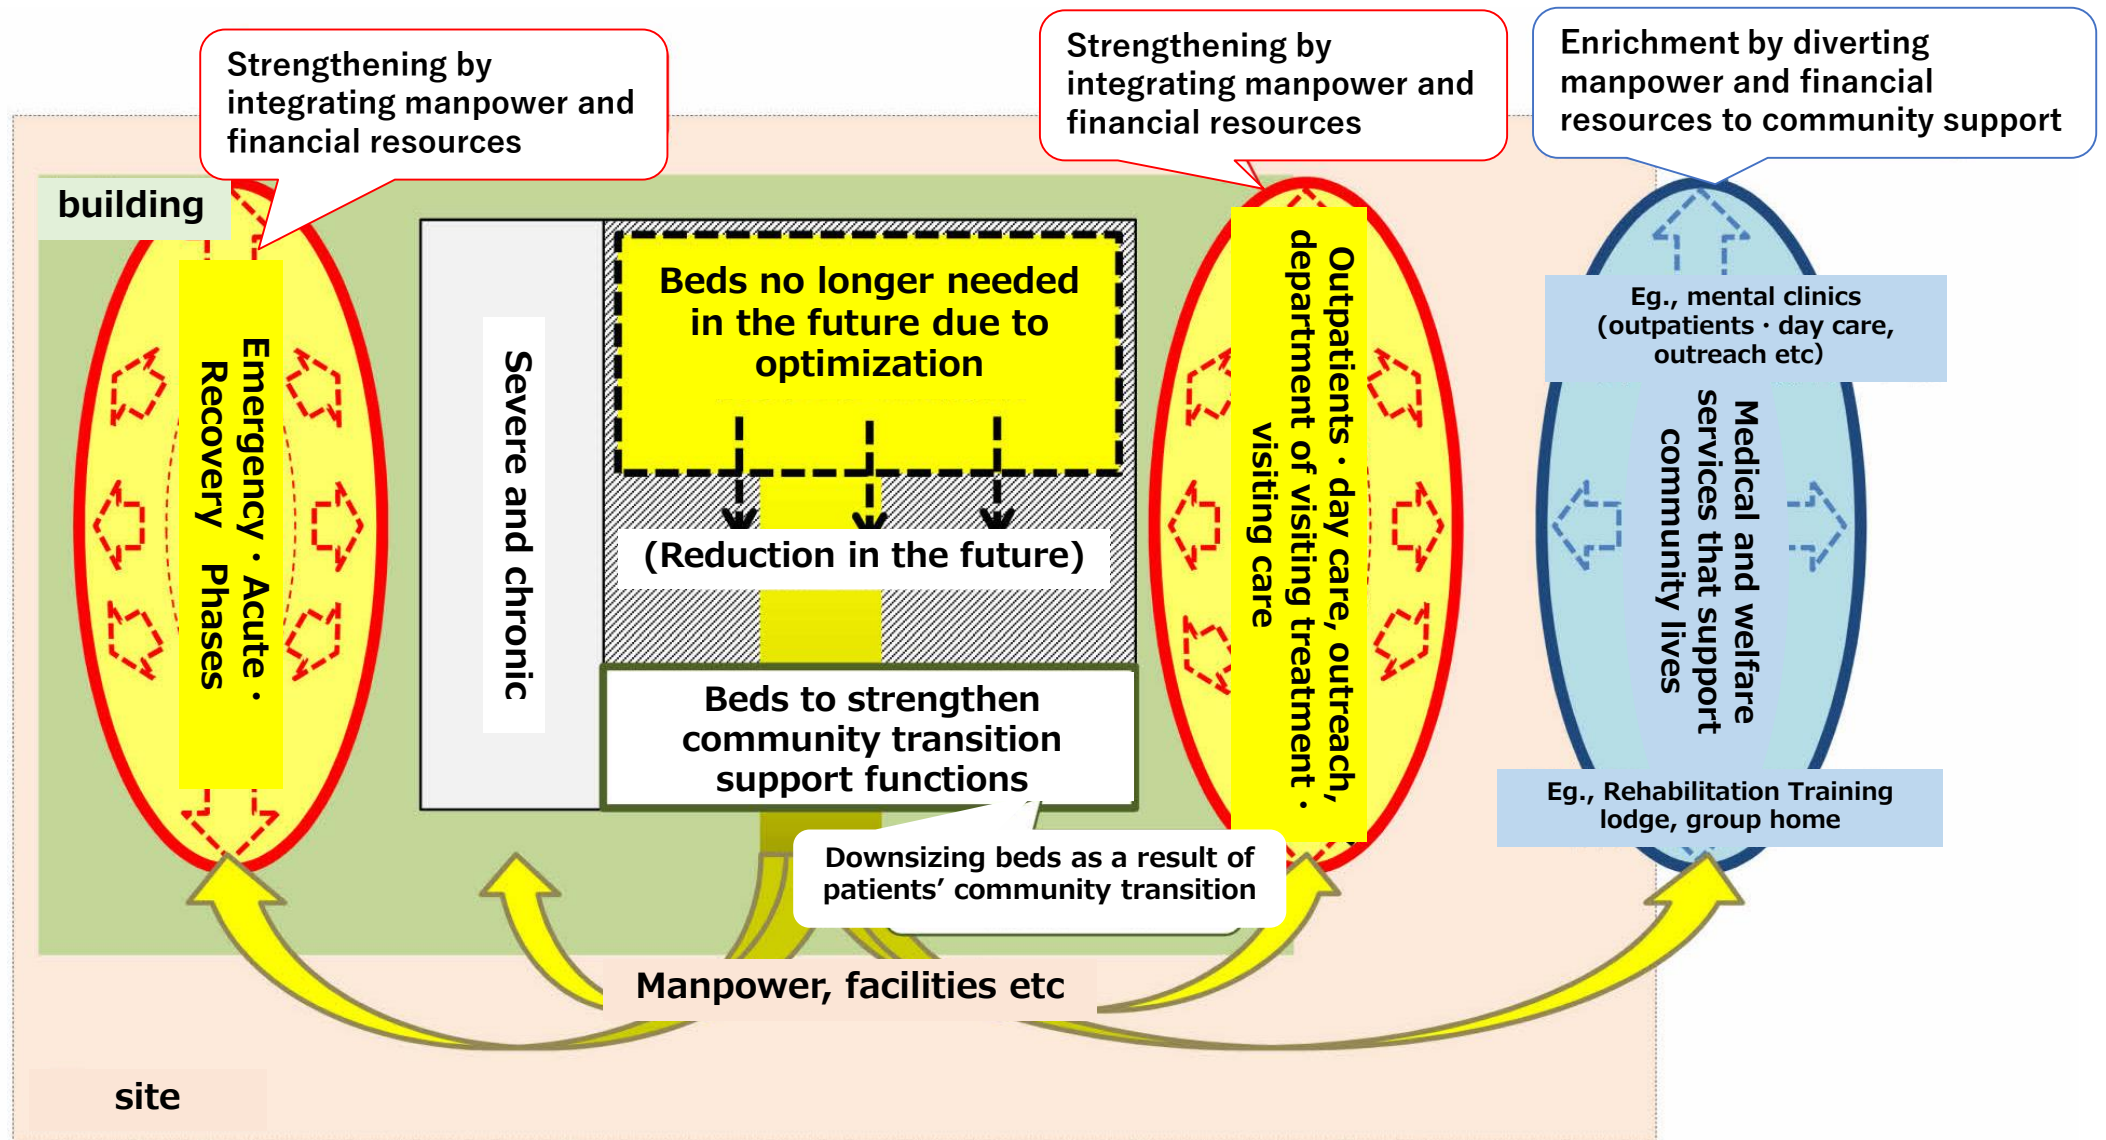 Strengthening by
integrating manpower and
financial resources
Strengthening by
integrating manpower and
financial resources
Enrichment by diverting
manpower and financial
resources to community support
building
Emergency・Acute・
Recovery Phases
Severe and chronic
Beds no longer needed
in the future due to
optimization
(Reduction in the future)
Beds to strengthen
community transition
support functions
Downsizing beds as a result of
patients’ community transition
Outpatients・day care, outreach,
department of visiting treatment・
visiting care
Eg., mental clinics
(outpatients・day care,
outreach etc）
Medical and welfare
services that support
community lives
Eg., Rehabilitation Training
lodge, group home
Manpower, facilities etc
site